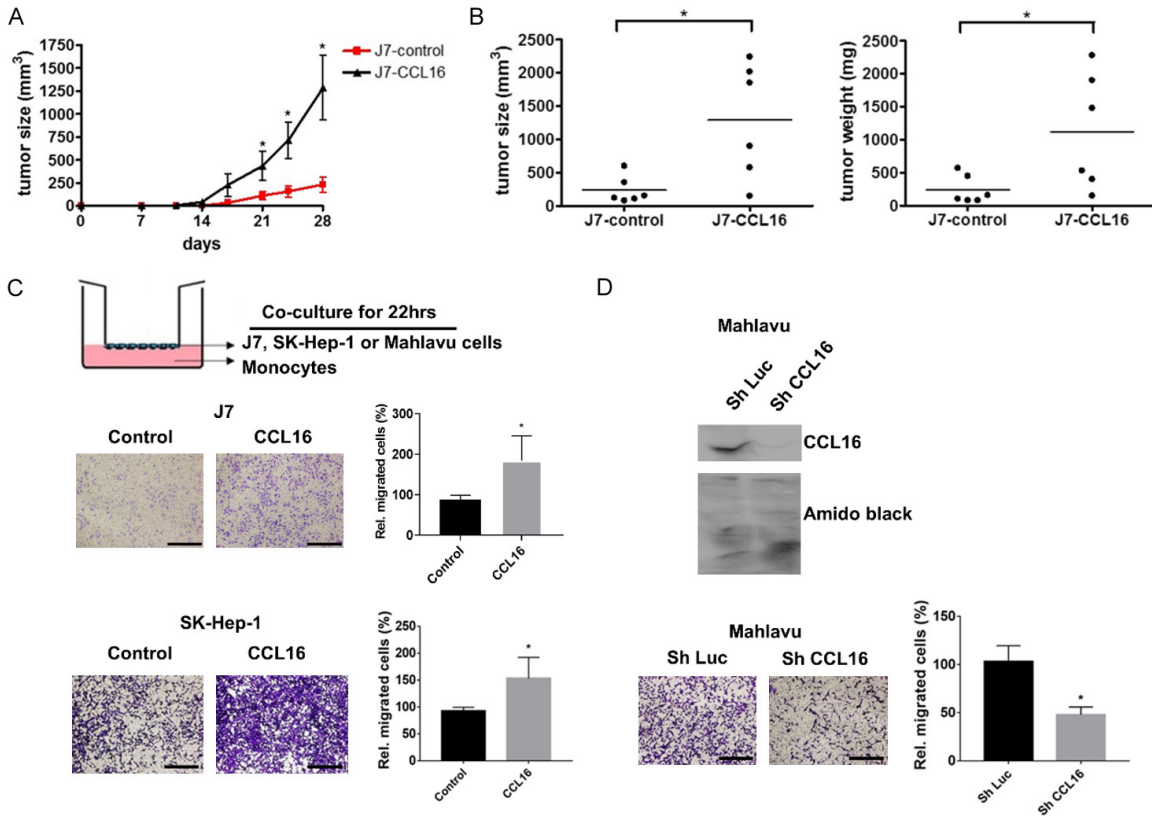 A
tumor size (mm3)
1750
1500
1250
1000
750
500
250
0
0
7
14
21
28
days
*
*
*
J7-control
J7-CCL16
B
*
tumor size (mm3)
2500
2000
1500
1000
500
0
J7-control
J7-CCL16
*
tumor weight (mg)
2500
2000
1500
1000
500
0
J7-control
J7-CCL16
C
Co-culture for 22hrs
J7, SK-Hep-1 or Mahlavu cells
Monocytes
J7
Control
CCL16
Rel. migrated cells (%)
300
200
100
0
*
Control
CCL16
SK-Hep-1
Control
CCL16
Rel. migrated cells (%)
250
200
150
100
50
0
*
Control
CCL16
D
Mahlavu
Sh Luc
Sh CCL16
CCL16
Amido black
Mahlavu
Sh Luc
Sh CCL16
Rel. migrated cells (%)
150
100
50
0
*
Sh Luc
Sh CCL16